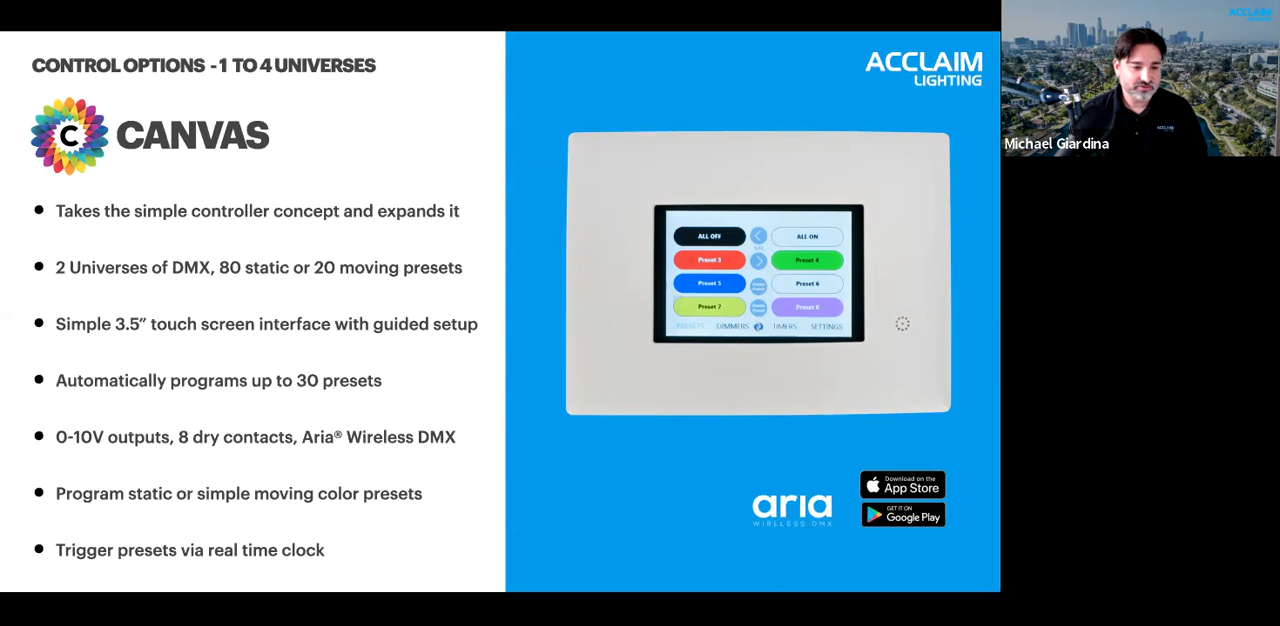 CONTROL OPTIONS - 1 TO 4 UNIVERSES
C CANVAS
• Takes the simple controller concept and expands it
• 2 Universes of DMX, 80 static or 20 moving presets
• Simple 3.5” touch screen interface with guided setup
• Automatically programs up to 30 presets
• 0-10V outputs, 8 dry contacts, Aria® Wireless DMX
• Program static or simple moving color presets
• Trigger presets via real time clock
ACCLAIM
LIGHTING
ALL OFF
ALL ON
Preset 3
Preset 4
Preset 5
Preset 6
Preset 7
Preset 8
PRESETS DIMMERS TIMERS SETTINGS
aria
WIRELESS DMX
Download on the
App Store
GET IT ON
Google Play
ACCLAIM
Michael Giardina
ACCLAIM